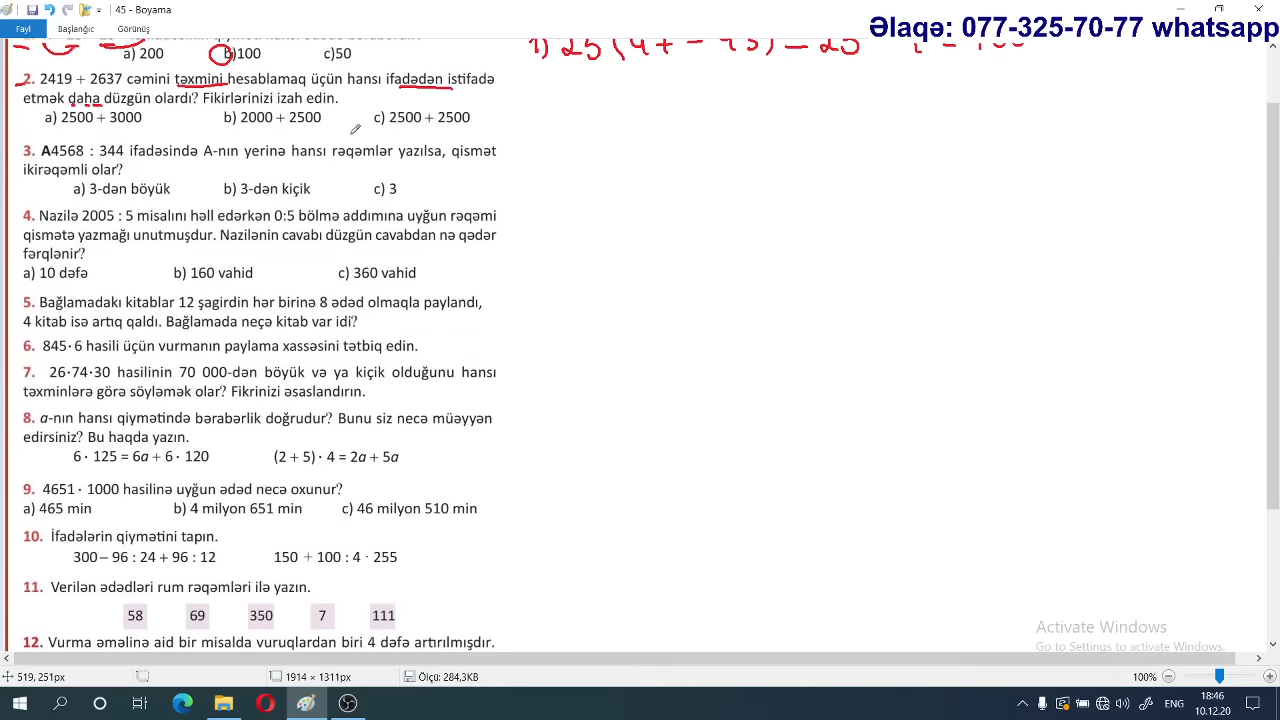 45 - Boyama
Fayl Başlanğıc Görünüş
Əlaqə: 077-325-70-77 whatsapp
a) 200 b)100 c)50
2. 2419 + 2637 cəmini təxmini hesablamaq üçün hansı ifadədən istifadə
etmək daha düzgün olardı? Fikirlərinizi izah edin.
a) 2500 + 3000 b) 2000 + 2500 c) 2500 + 2500
3. A4568 : 344 ifadəsində A-nın yerinə hansı rəqəmlər yazılsa, qismət
ikirəqəmli olar?
a) 3-dən böyük b) 3-dən kiçik c) 3
4. Nazilə 2005 : 5 misalını həll edərkən 0:5 bölmə addımına uyğun rəqəmi
qismətə yazmağı unutmuşdur. Nazilənin cavabı düzgün cavabdan nə qədər
fərqlənir?
a) 10 dəfə b) 160 vahid c) 360 vahid
5. Bağlamadakı kitablar 12 şagirdin hər birinə 8 ədəd olmaqla paylandı,
4 kitab isə artıq qaldı. Bağlamada neçə kitab var idi?
6. 845·6 hasili üçün vurmanın paylama xassəsini tətbiq edin.
7. 26·74·30 hasilinin 70 000-dən böyük və ya kiçik olduğunu hansı
təxminlərə görə söyləmək olar? Fikrinizi əsaslandırın.
8. a-nın hansı qiymətində bərabərlik doğrudur? Bunu siz necə müəyyən
edirsiniz? Bu haqda yazın.
6 · 125 = 6a + 6 · 120 (2 + 5) · 4 = 2a + 5a
9. 4651 · 1000 hasilinə uyğun ədəd necə oxunur?
a) 465 min b) 4 milyon 651 min c) 46 milyon 510 min
10. İfadələrin qiymətini tapın.
300 – 96 : 24 + 96 : 12 150 + 100 : 4 · 255
11. Verilən ədədləri rum rəqəmləri ilə yazın.
58 69 350 7 111
12. Vurma əməlinə aid bir misalda vuruqlardan biri 4 dəfə artırılmışdır.
Activate Windows
Go to Settings to activate Windows.
519, 251px 1914 × 1311px Ölçü: 284,3KB 100%
18:46
10.12.20